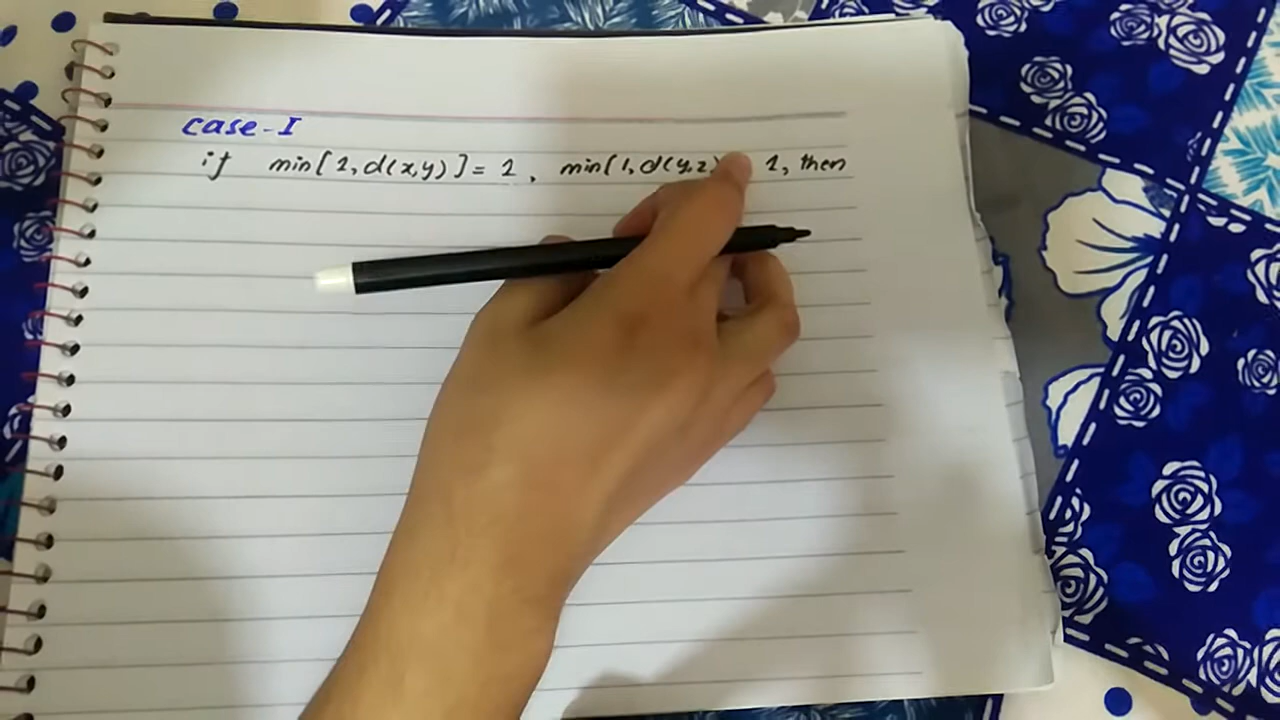 case-I
if min[1,d(x,y)]= 1, min(1,d(y,z) 1, then